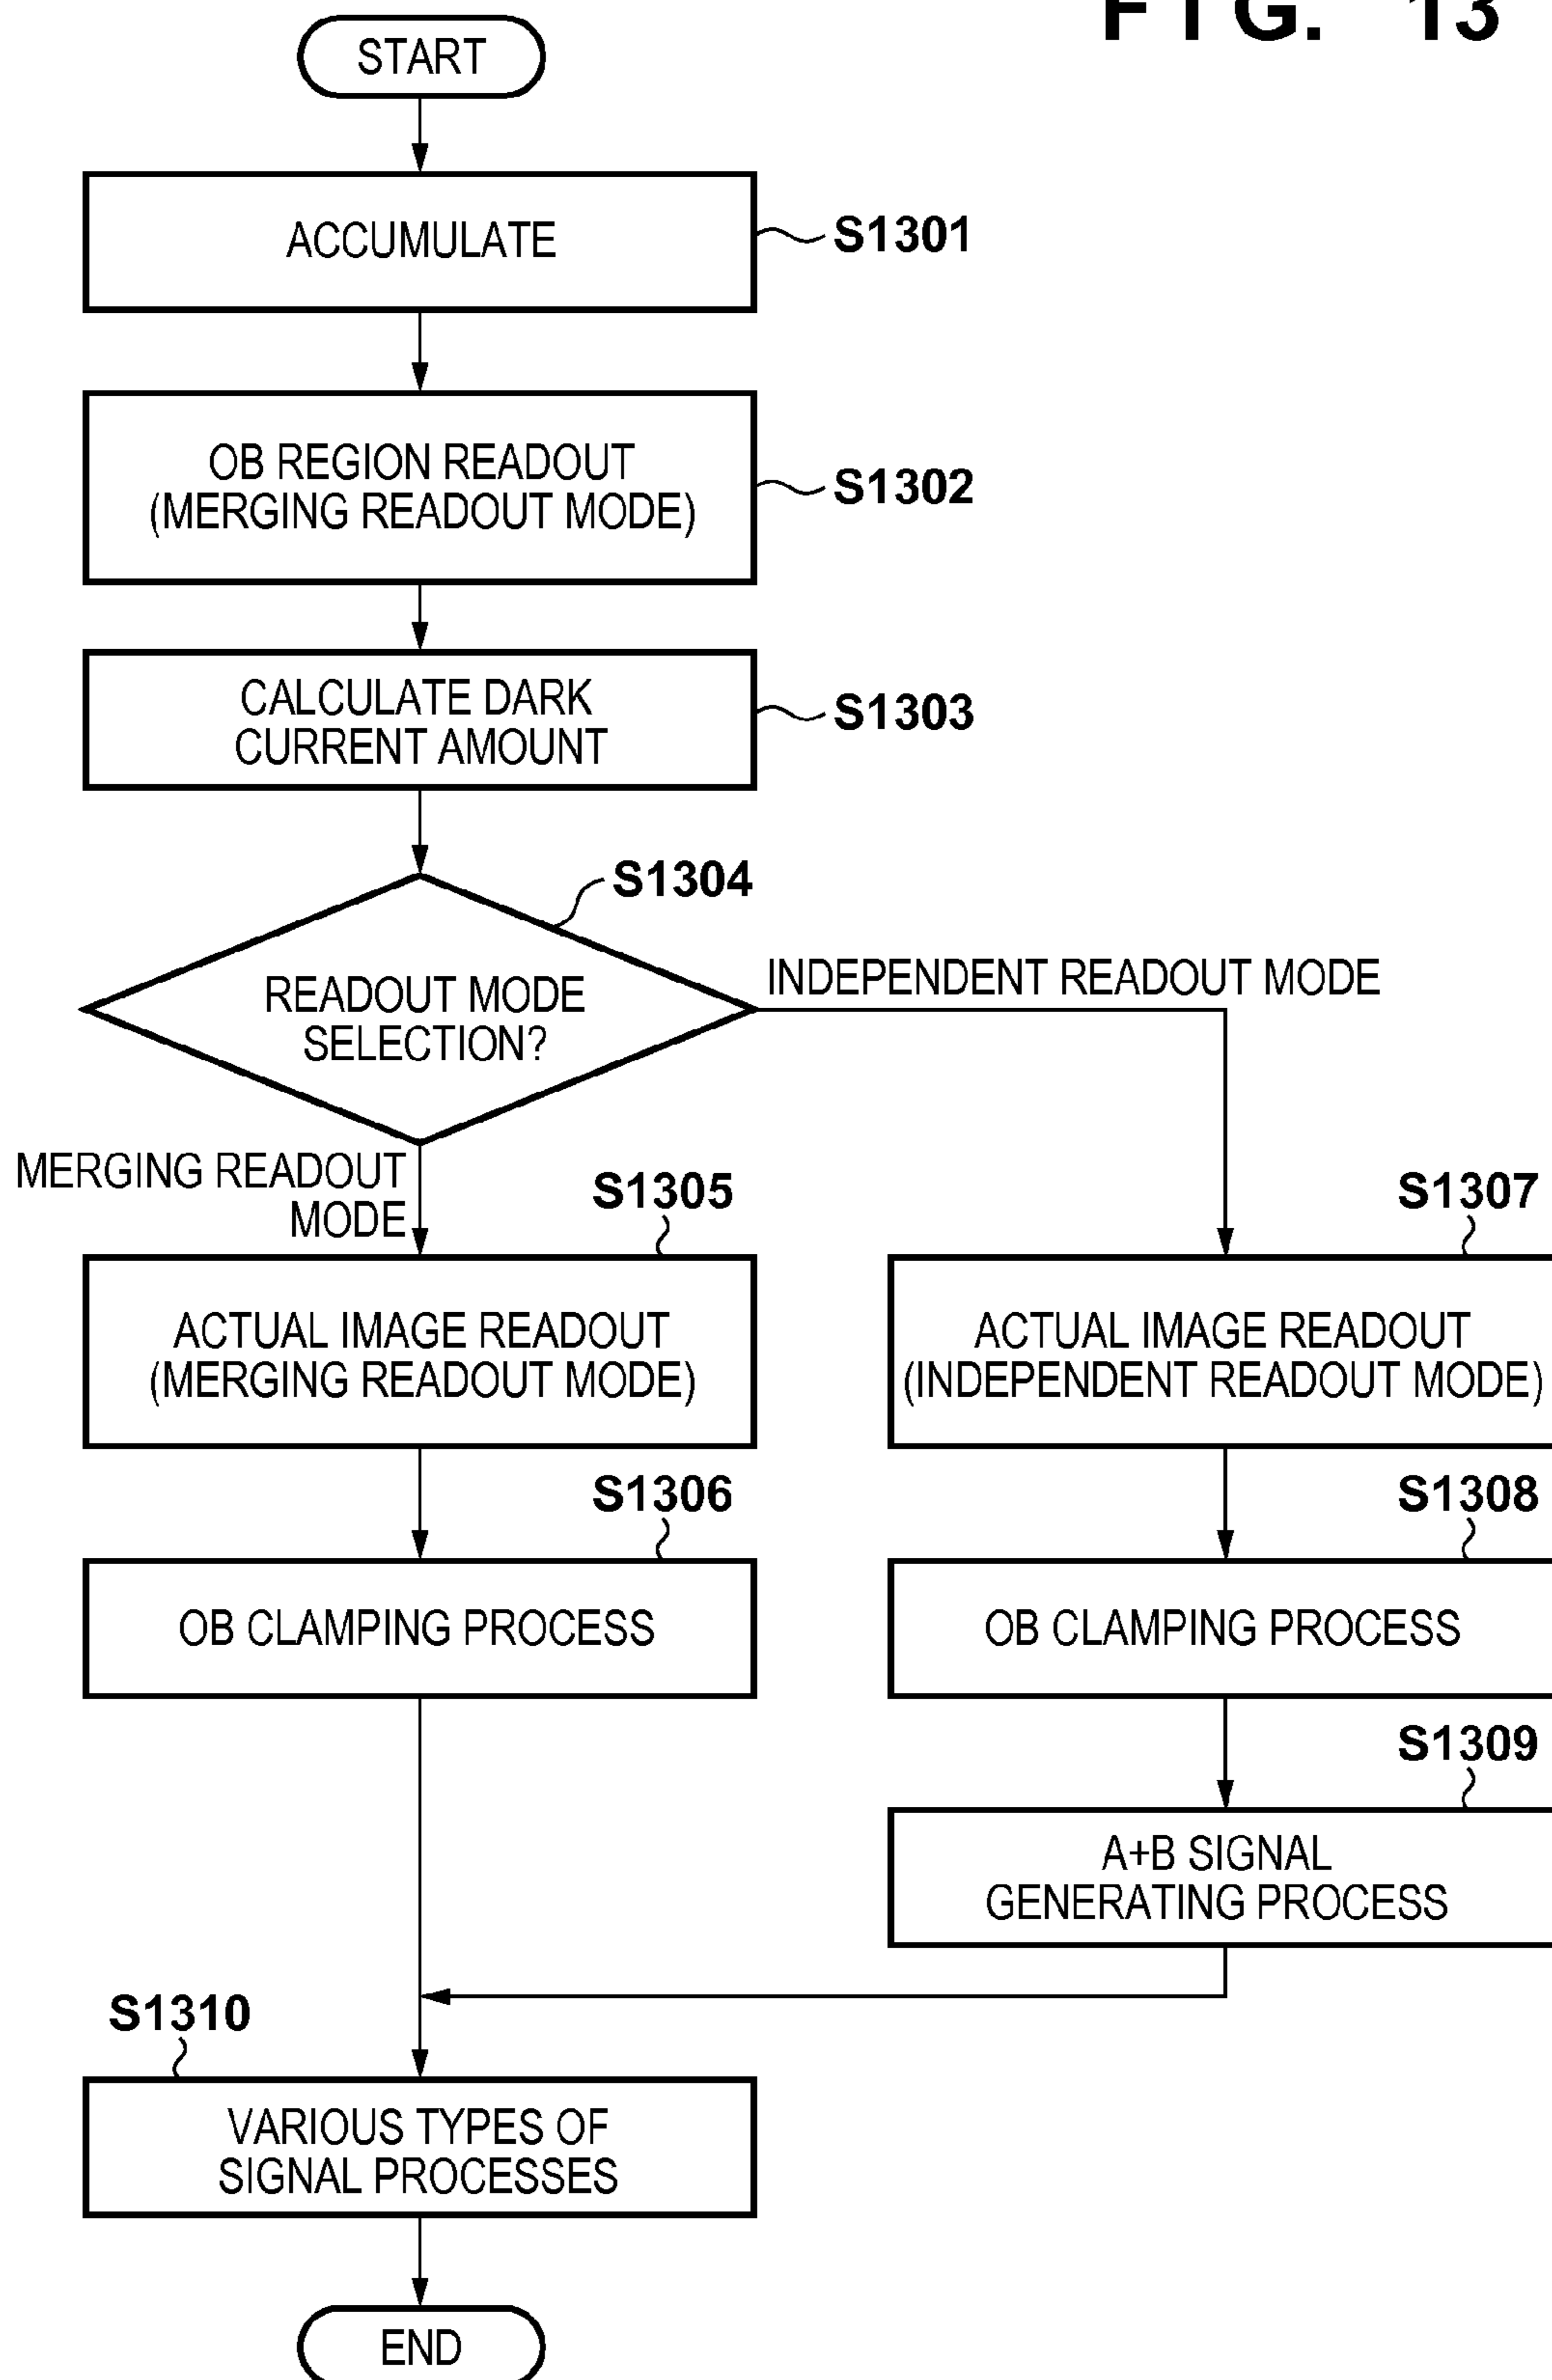 FIG. 13
START
ACCUMULATE
S1301
OB REGION READOUT
(MERGING READOUT MODE)
S1302
CALCULATE DARK
CURRENT AMOUNT
S1303
S1304
READOUT MODE
SELECTION?
INDEPENDENT READOUT MODE
MERGING READOUT
MODE
S1305
ACTUAL IMAGE READOUT
(MERGING READOUT MODE)
S1307
ACTUAL IMAGE READOUT
(INDEPENDENT READOUT MODE)
S1306
OB CLAMPING PROCESS
S1308
OB CLAMPING PROCESS
S1309
A+B SIGNAL
GENERATING PROCESS
S1310
VARIOUS TYPES OF
SIGNAL PROCESSES
END